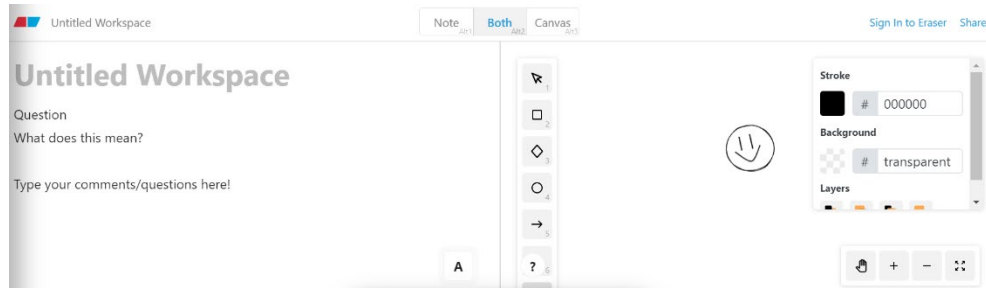 Untitled Workspace
Note Alt1 Both Alt2 Canvas Alt3
Sign In to Eraser Share
Untitled Workspace
Question
What does this mean?
Type your comments/questions here!
A
1
2
3
4
5
? 6
Stroke
# 000000
Background
# transparent
Layers